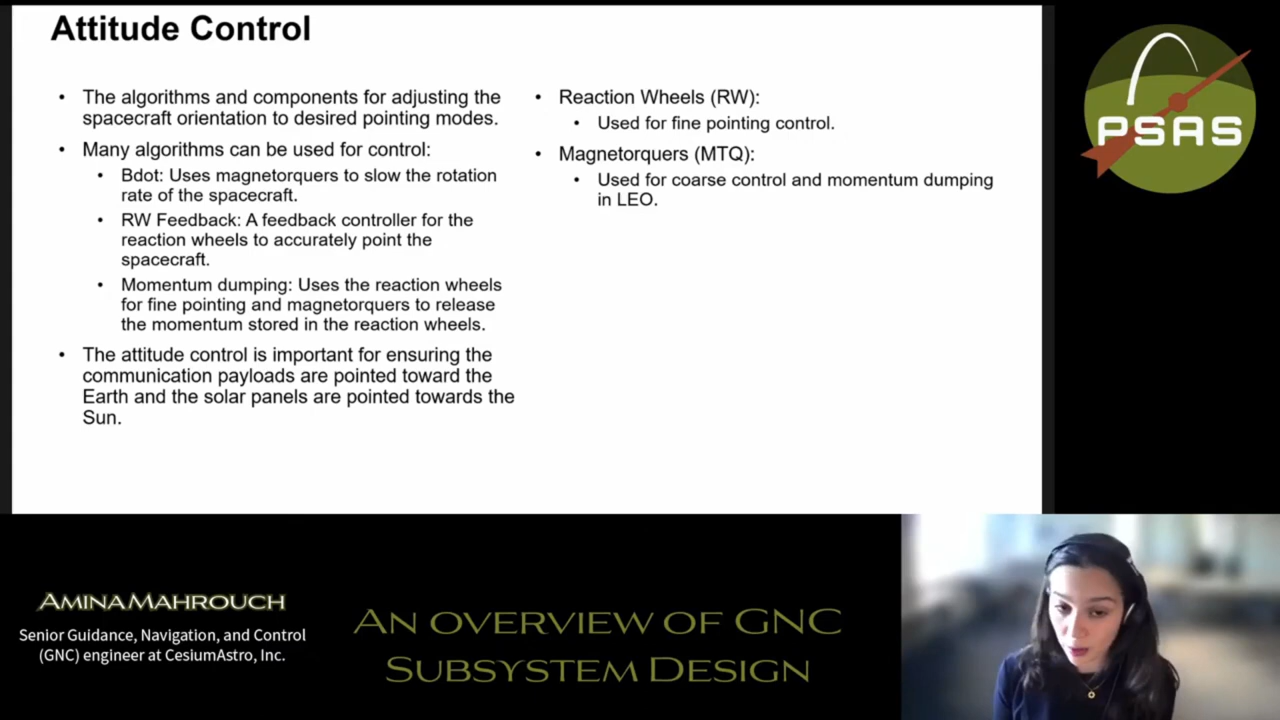 Attitude Control
• The algorithms and components for adjusting the
spacecraft orientation to desired pointing modes.
• Many algorithms can be used for control:
• Bdot: Uses magnetorquers to slow the rotation
rate of the spacecraft.
• RW Feedback: A feedback controller for the
reaction wheels to accurately point the
spacecraft.
• Momentum dumping: Uses the reaction wheels
for fine pointing and magnetorquers to release
the momentum stored in the reaction wheels.
• The attitude control is important for ensuring the
communication payloads are pointed toward the
Earth and the solar panels are pointed towards the
Sun.
• Reaction Wheels (RW):
• Used for fine pointing control.
• Magnetorquers (MTQ):
• Used for coarse control and momentum dumping
in LEO.
PSAS
AMINA MAHROUCH
Senior Guidance, Navigation, and Control
(GNC) engineer at CesiumAstro, Inc.
AN OVERVIEW OF GNC
SUBSYSTEM DESIGN